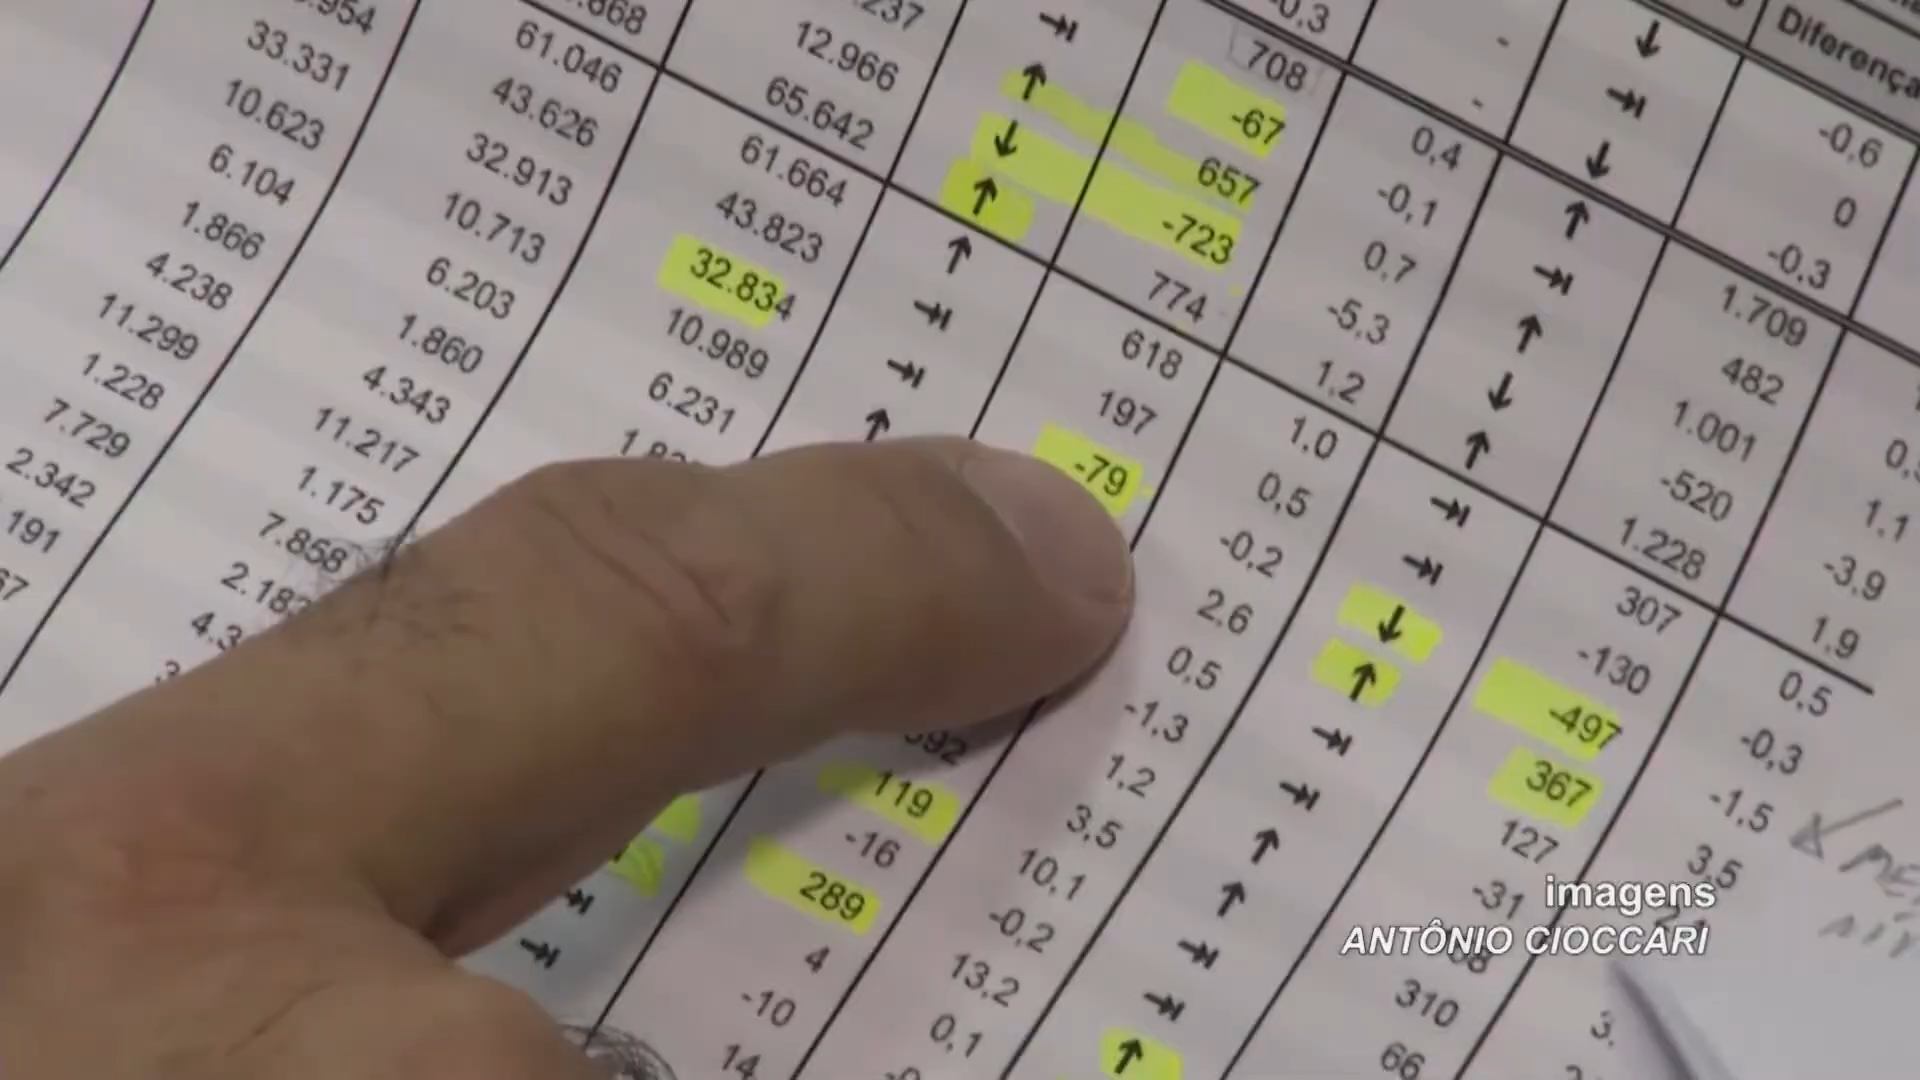 Diferença
↓ -0,6
- ⇥ 0
-0,3 - ↓ -0,3
708 0,4 ↑ 1.709
⇥ -67 -0,1 ⇥ 482
↑ 657 0,7 ↑ 1.001 1,1
12.966 ↓ -723 -5,3 ↓ -520 -3,9
65.642 ↑ 774 1,2 ↑ 1.228 1,9
61.046 61.664 ↑ 618 1,0 ⇥ 307 0,5
43.626 43.823 ⇥ 197 0,5 ⇥ -130 -0,3
33.331 32.913 32.834 ⇥ -79 -0,2 ↓ -497 -1,5
10.623 10.713 10.989 ↑ 2,6 ↑ 367 3,5
6.104 6.203 6.231 0,5 ⇥ 127
1.866 1.860 -1,3 ⇥ -31
4.238 4.343 1,2 ↑
11.299 11.217 3,5 ↑ 310
1.228 1.175 119 10,1 ⇥ 66
7.729 7.858 -16 -0,2 ⇥
2.342 289 13,2 ↑
191 ⇥ 4 0,1
⇥ -10
14
imagens
ANTÔNIO CIOCCARI